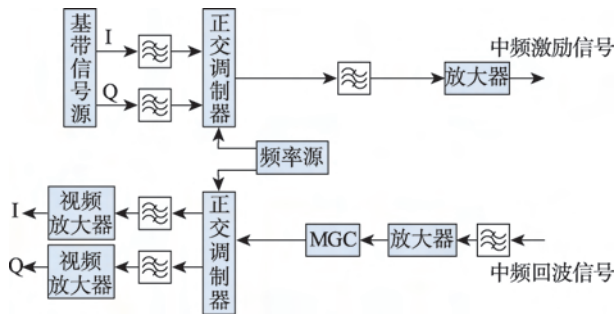 基带信号源
I
Q
正交调制器
中频激励信号
放大器
频率源
I
视频放大器
Q
视频放大器
正交调制器
MGC
放大器
中频回波信号